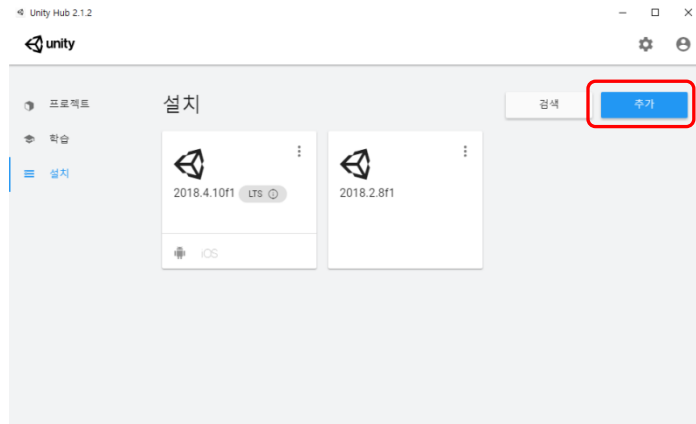 Unity Hub 2.1.2
unity
프로젝트
학습
설치
설치
검색
추가
2018.4.10f1 LTS
iOS
2018.2.8f1